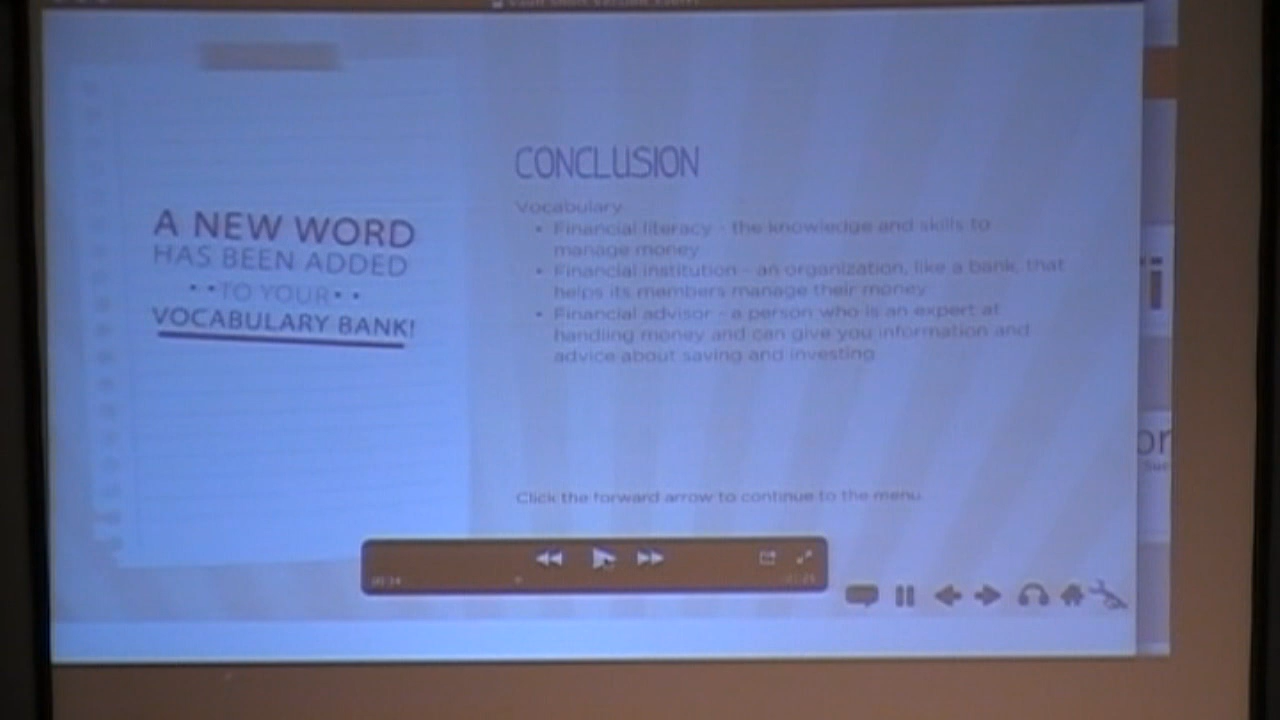 A NEW WORD
HAS BEEN ADDED
••TO YOUR••
VOCABULARY BANK!
CONCLUSION
Vocabulary
• Financial literacy - the knowledge and skills to
manage money
• Financial institution - an organization, like a bank, that
helps its members manage their money
• Financial advisor - a person who is an expert at
handling money and can give you information and
advice about saving and investing
Click the forward arrow to continue to the menu
or